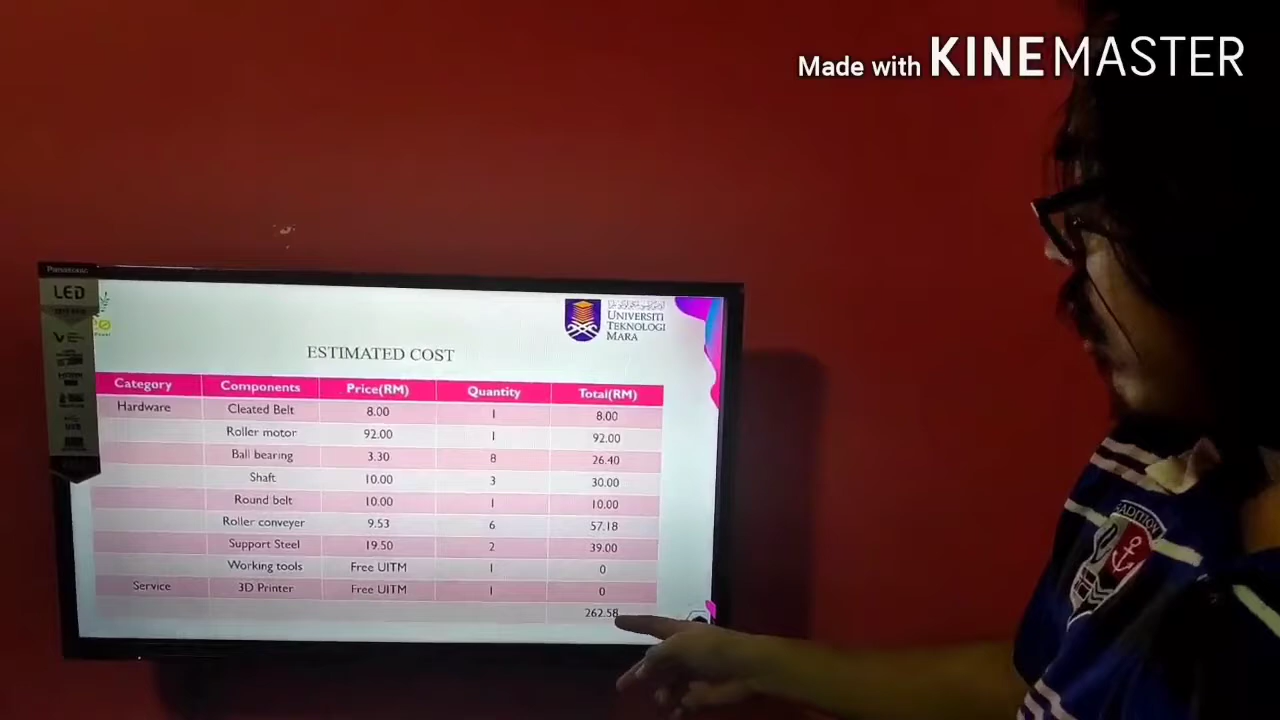 Made with KINEMASTER
Panasonic
LED
UNIVERSITI
TEKNOLOGI
MARA
ESTIMATED COST
Category Components Price(RM) Quantity Total(RM)
Hardware Cleated Belt 8.00 1 8.00
Roller motor 92.00 1 92.00
Ball bearing 3.30 8 26.40
Shaft 10.00 3 30.00
Round belt 10.00 1 10.00
Roller conveyer 9.53 6 57.18
Support Steel 19.50 2 39.00
Working tools Free UITM 1 0
Service 3D Printer Free UITM 1 0
262.58
USB